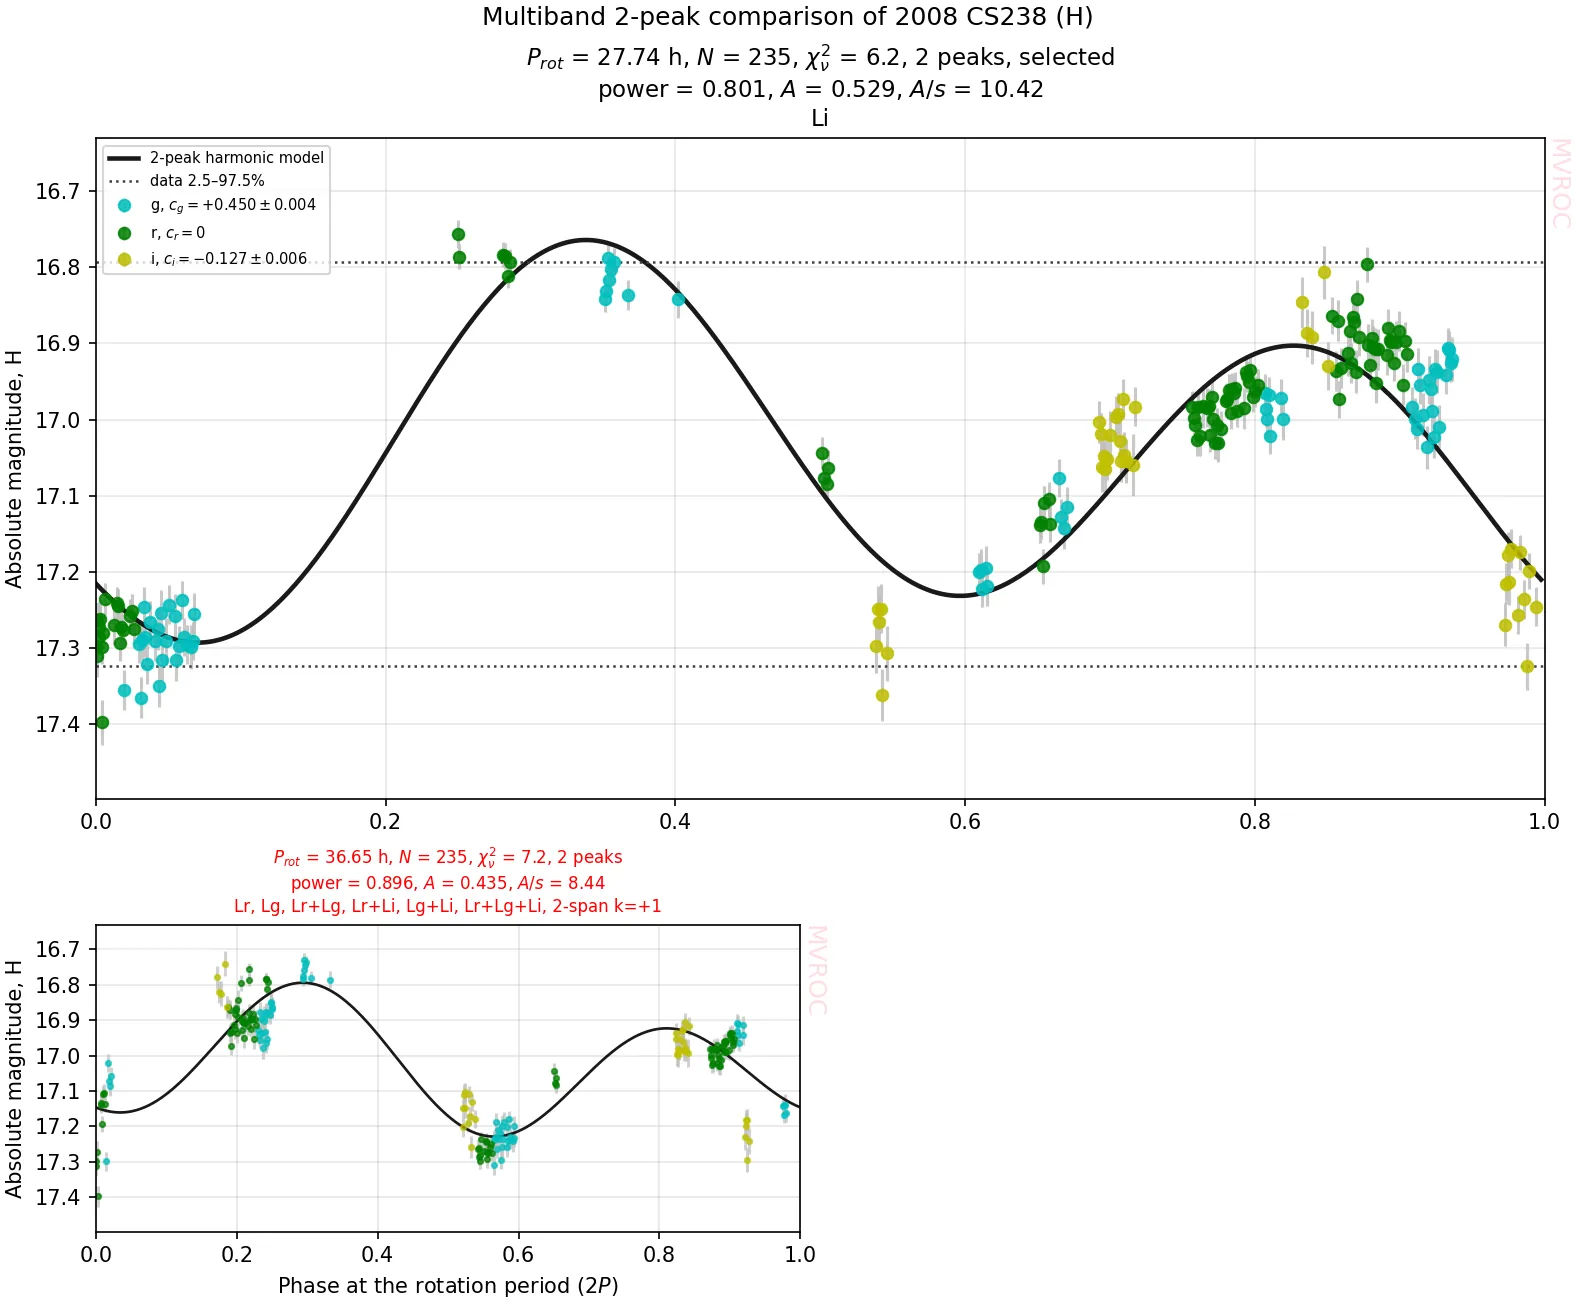 Multiband 2-peak comparison of 2008 CS238 (H)
P_rot = 27.74 h, N = 235, χ²_ν = 6.2, 2 peaks, selected
power = 0.801, A = 0.529, A/s = 10.42
Li
2-peak harmonic model
data 2.5–97.5%
g, c_g = +0.450 ± 0.004
r, c_r = 0
i, c_i = −0.127 ± 0.006
MVROC
Absolute magnitude, H
16.7
16.8
16.9
17.0
17.1
17.2
17.3
17.4
0.0 0.2 0.4 0.6 0.8 1.0
P_rot = 36.65 h, N = 235, χ²_ν = 7.2, 2 peaks
power = 0.896, A = 0.435, A/s = 8.44
Lr, Lg, Lr+Lg, Lr+Li, Lg+Li, Lr+Lg+Li, 2-span k=+1
MVROC
Absolute magnitude, H
16.7
16.8
16.9
17.0
17.1
17.2
17.3
17.4
0.0 0.2 0.4 0.6 0.8 1.0
Phase at the rotation period (2P)